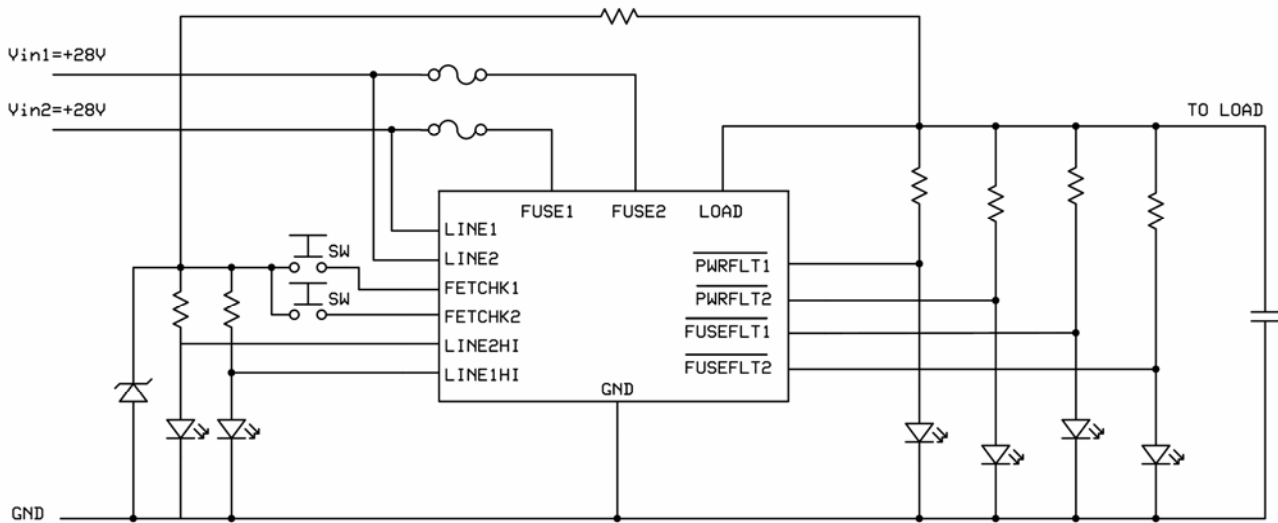 Vin1=+28V
Vin2=+28V
TO LOAD
FUSE1
FUSE2
LOAD
LINE1
SW
LINE2
PWRFLT1
FETCHK1
SW
PWRFLT2
FETCHK2
FUSEFLT1
LINE2HI
FUSEFLT2
LINE1HI
GND
GND